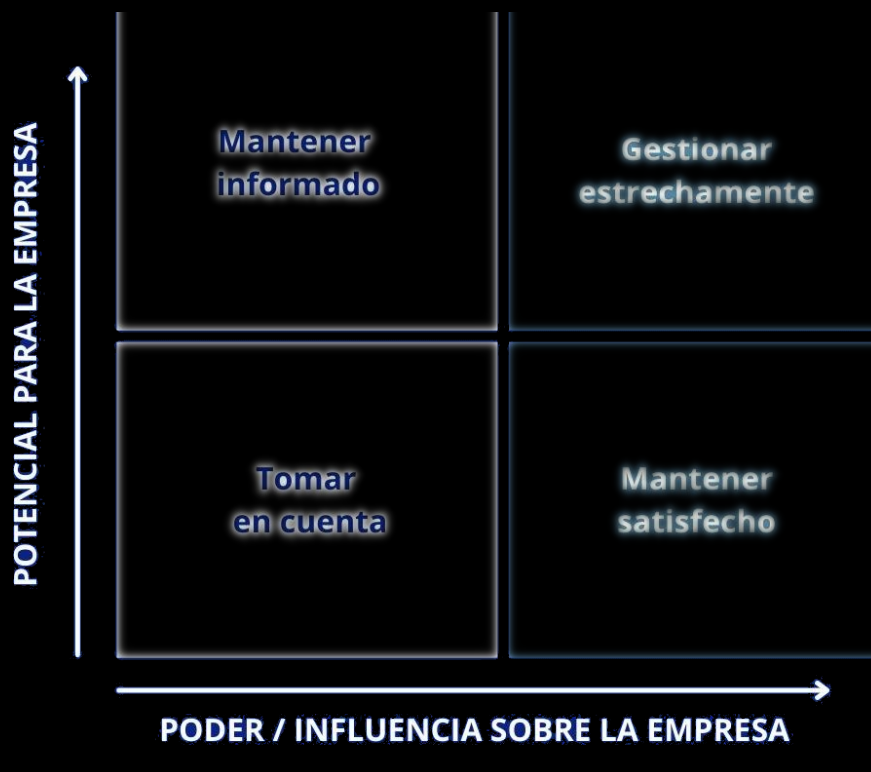 POTENCIAL PARA LA EMPRESA
Mantener
informado
Gestionar
estrechamente
Tomar
en cuenta
Mantener
satisfecho
PODER / INFLUENCIA SOBRE LA EMPRESA